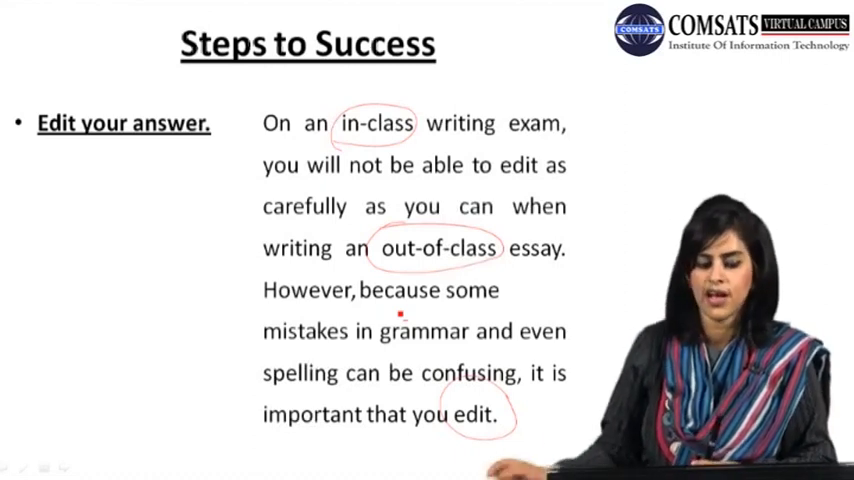 COMSATS
COMSATS VIRTUAL CAMPUS
Institute Of Information Technology
Steps to Success
• Edit your answer.
On an in-class writing exam,
you will not be able to edit as
carefully as you can when
writing an out-of-class essay.
However, because some
mistakes in grammar and even
spelling can be confusing, it is
important that you edit.